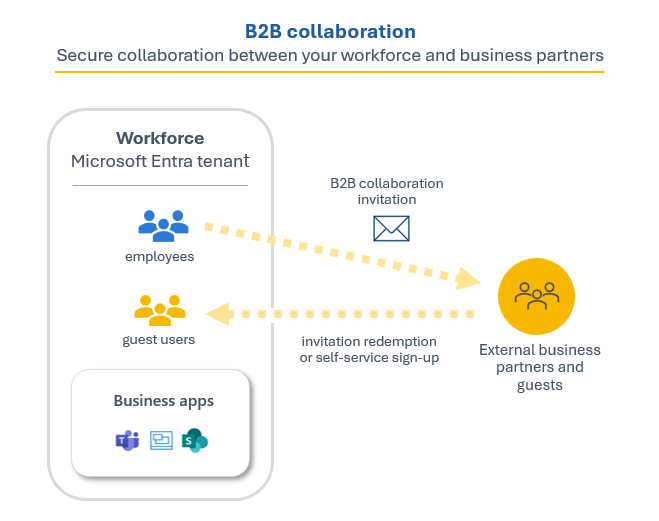 B2B collaboration
Secure collaboration between your workforce and business partners
Workforce
Microsoft Entra tenant
employees
guest users
Business apps
T
S
B2B collaboration
invitation
invitation redemption
or self-service sign-up
External business
partners and
guests